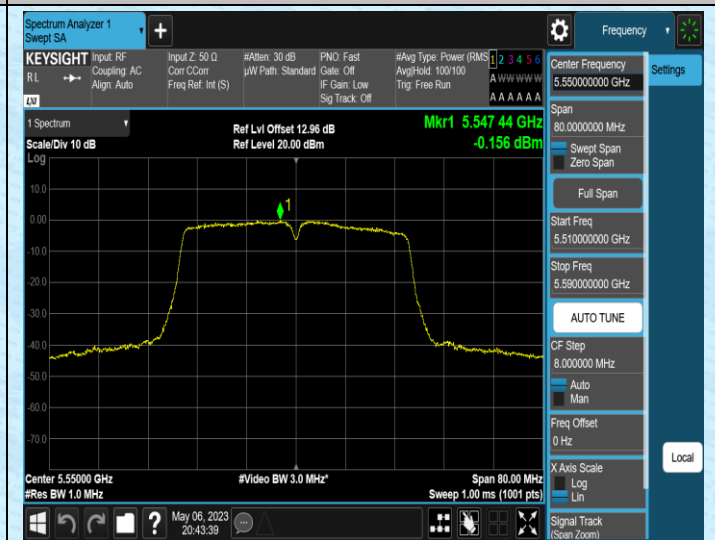 Spectrum Analyzer 1
Swept SA
Frequency
KEYSIGHT
R L
LXI
Input: RF
Coupling: AC
Align: Auto
Input Z: 50 Ω
Corr CCorr
Freq Ref: Int (S)
#Atten: 30 dB
µW Path: Standard
PNO: Fast
Gate: Off
IF Gain: Low
Sig Track: Off
#Avg Type: Power (RMS
Avg|Hold: 100/100
Trig: Free Run
1 2 3 4 5 6
A W W W W W
A A A A A A
1 Spectrum
Scale/Div 10 dB
Log
Ref Lvl Offset 12.96 dB
Ref Level 20.00 dBm
Mkr1 5.547 44 GHz
-0.156 dBm
1
10.0
0.00
-10.0
-20.0
-30.0
-40.0
-50.0
-60.0
-70.0
Center 5.55000 GHz
#Res BW 1.0 MHz
#Video BW 3.0 MHz*
Span 80.00 MHz
Sweep 1.00 ms (1001 pts)
May 06, 2023
20:43:39
?
Center Frequency
5.550000000 GHz
Settings
Span
80.0000000 MHz
Swept Span
Zero Span
Full Span
Start Freq
5.510000000 GHz
Stop Freq
5.590000000 GHz
AUTO TUNE
CF Step
8.000000 MHz
Auto
Man
Freq Offset
0 Hz
Local
X Axis Scale
Log
Lin
Signal Track
(Span Zoom)